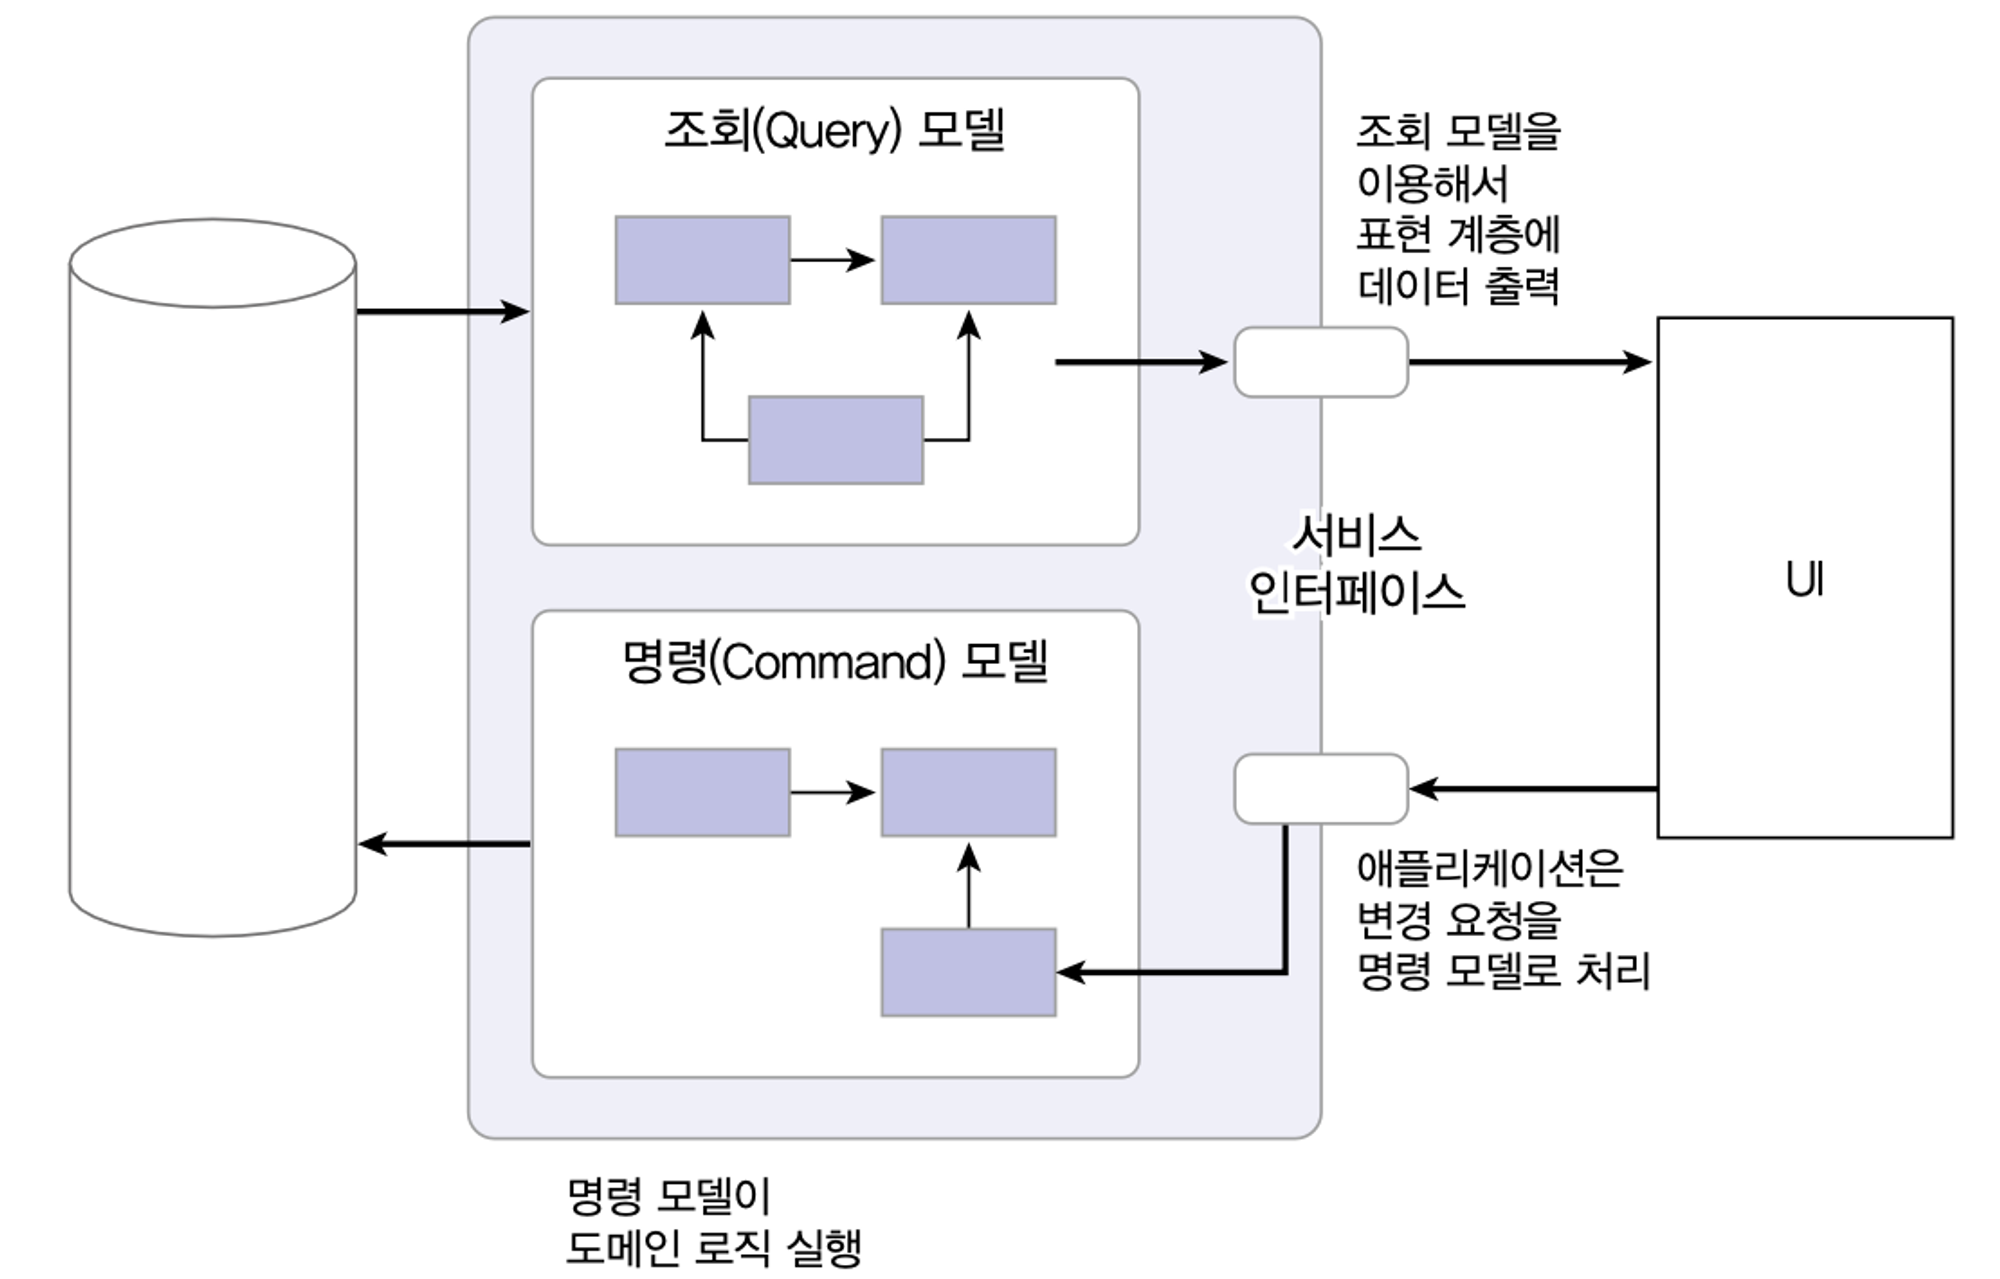 조회(Query) 모델
조회 모델을
이용해서
표현 계층에
데이터 출력
서비스
인터페이스
UI
명령(Command) 모델
애플리케이션은
변경 요청을
명령 모델로 처리
명령 모델이
도메인 로직 실행